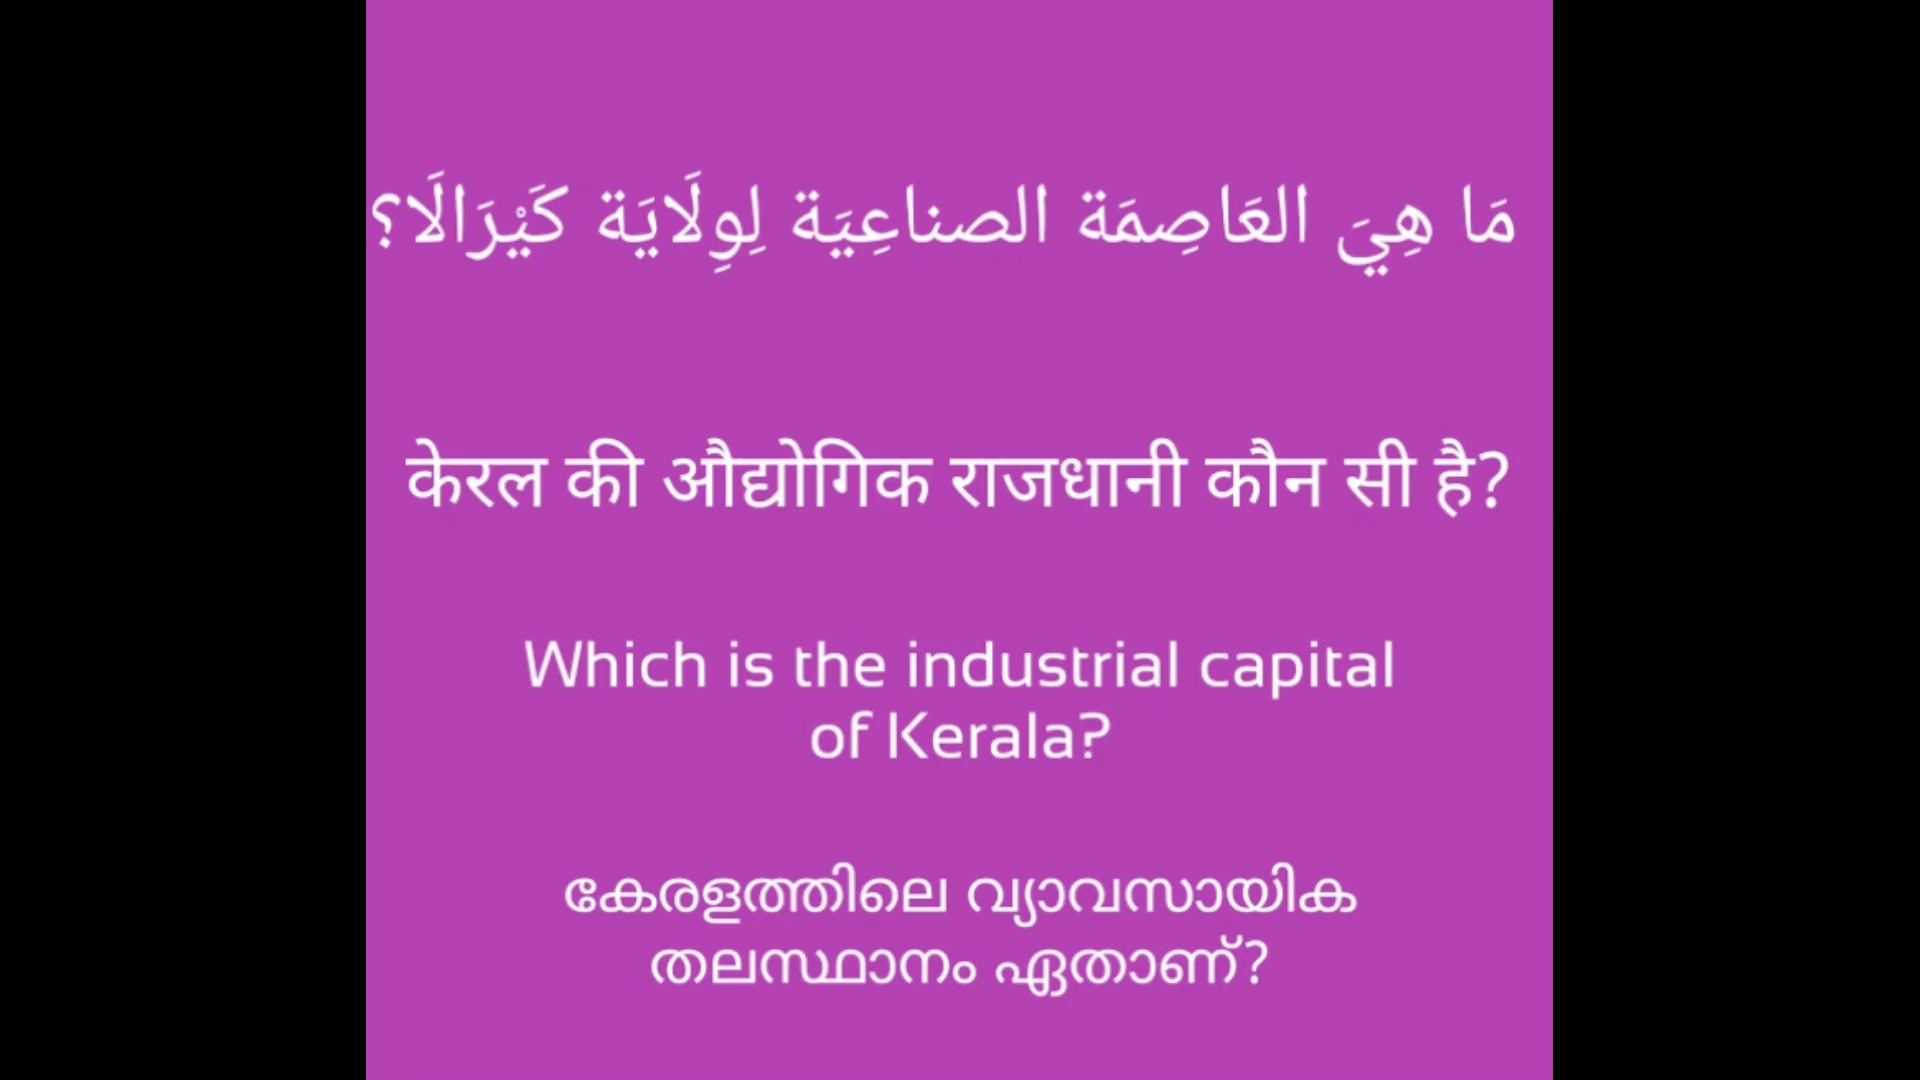 مَا هِيَ العَاصِمَة الصناعِيَة لِوِلَايَة كَيْرَالَا؟
केरल की औद्योगिक राजधानी कौन सी है?
Which is the industrial capital
of Kerala?
കേരളത്തിലെ വ്യാവസായിക
തലസ്ഥാനം ഏതാണ്?